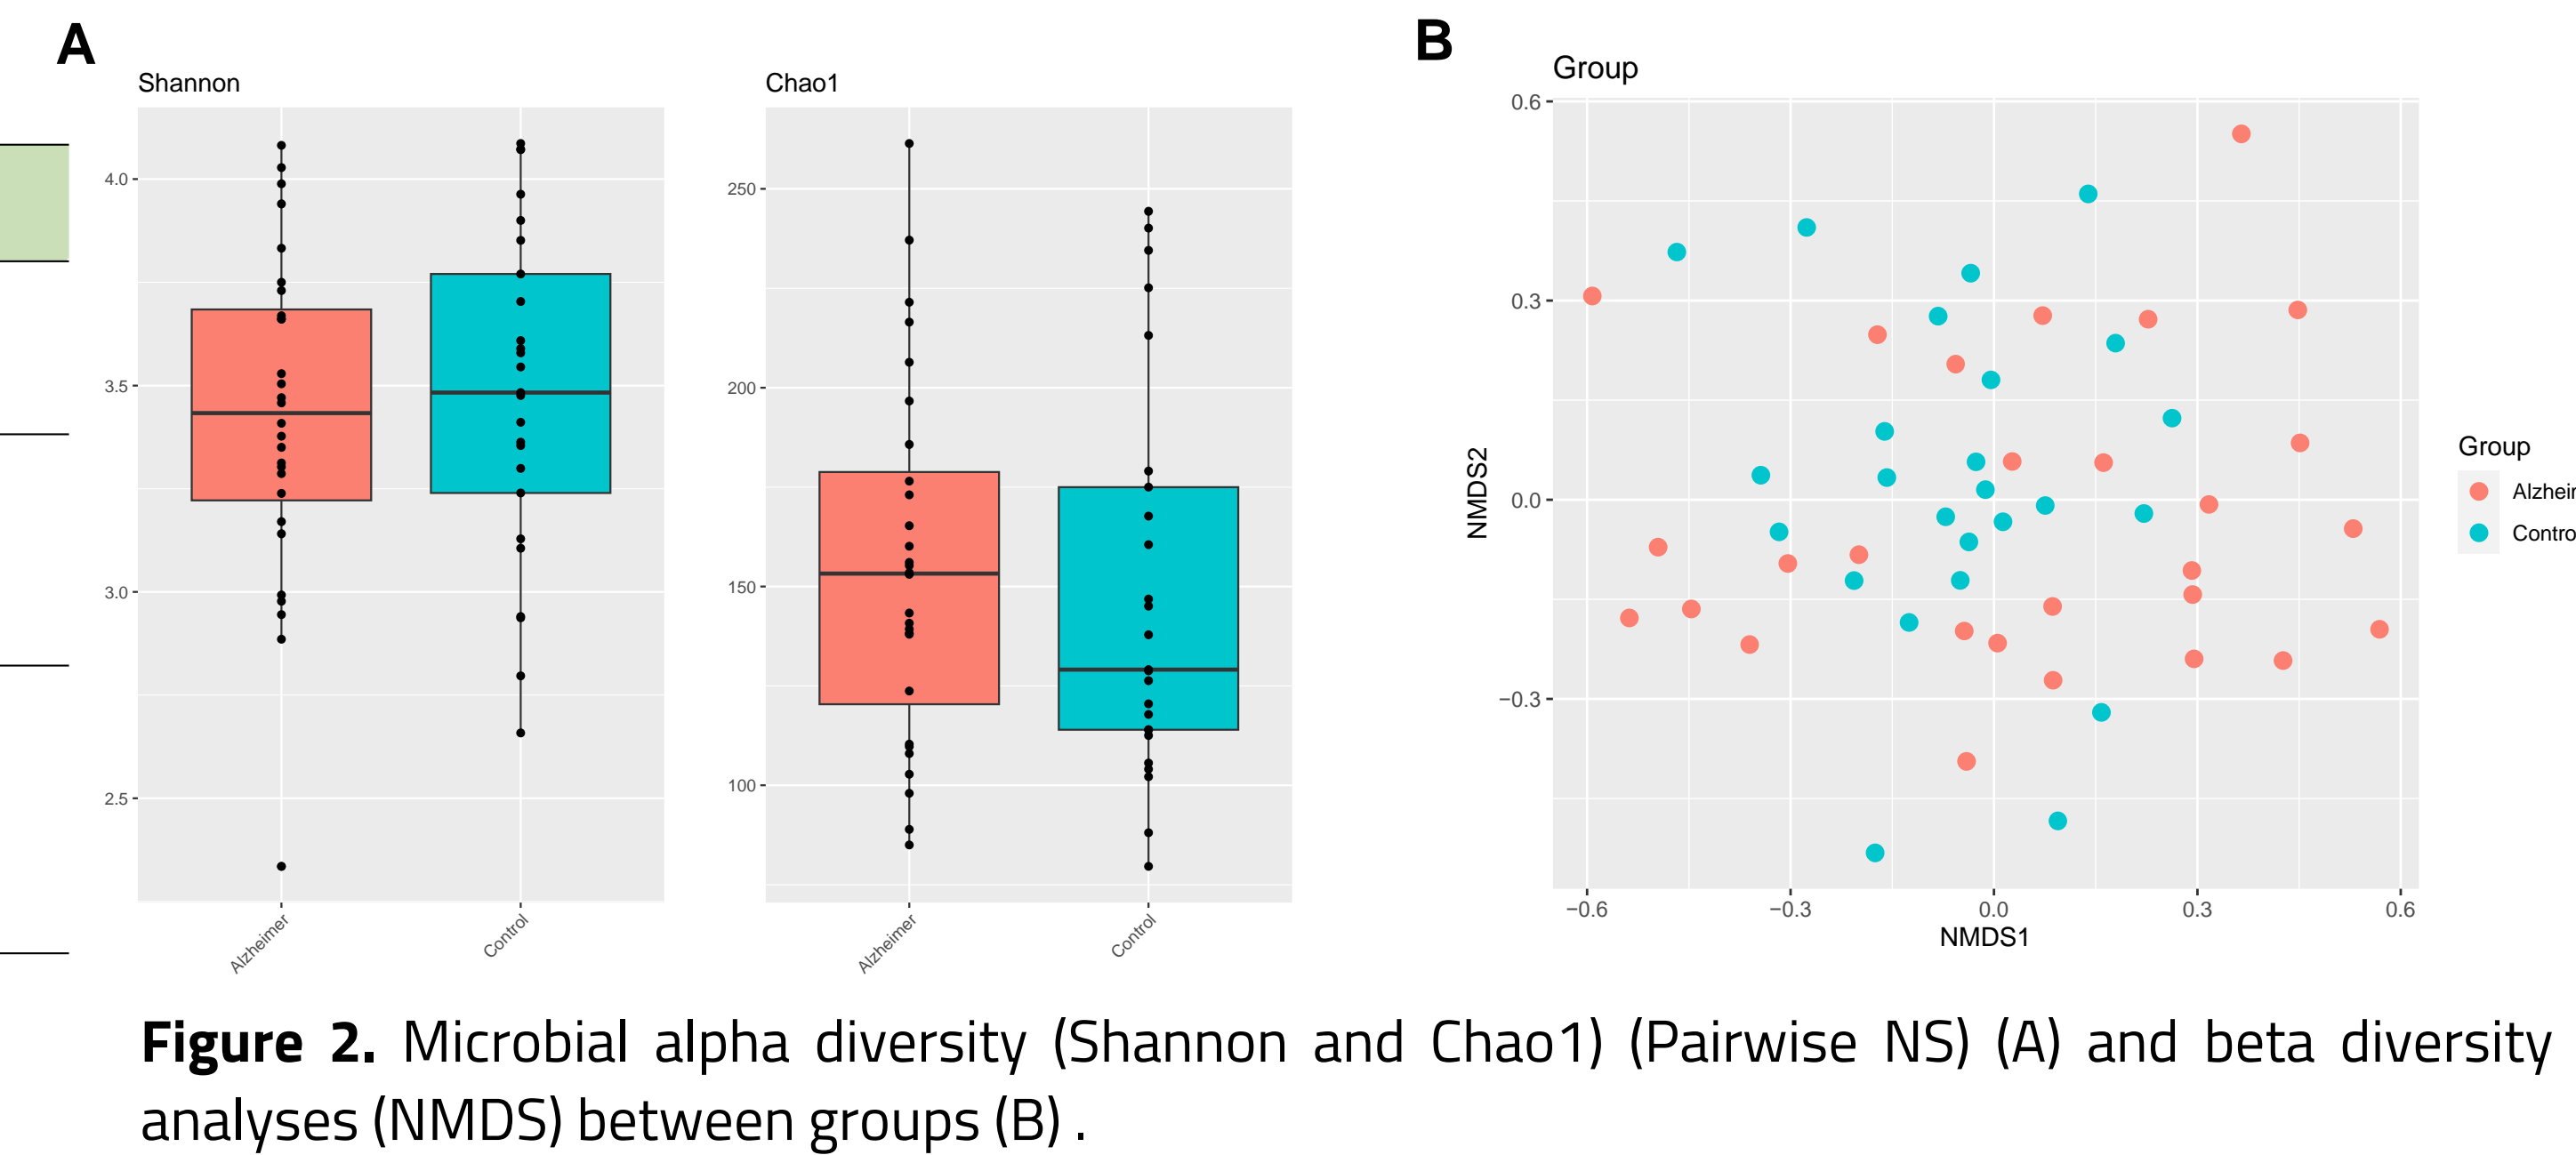 A
Shannon
4.0
3.5
3.0
2.5
Alzheimer
Control
Chao1
250
200
150
100
Alzheimer
Control
B
Group
NMDS2
0.6
0.3
0.0
−0.3
−0.6
−0.3
0.0
0.3
0.6
NMDS1
Group
Alzhei
Contro
Figure 2. Microbial alpha diversity (Shannon and Chao1) (Pairwise NS) (A) and beta diversity
analyses (NMDS) between groups (B) .